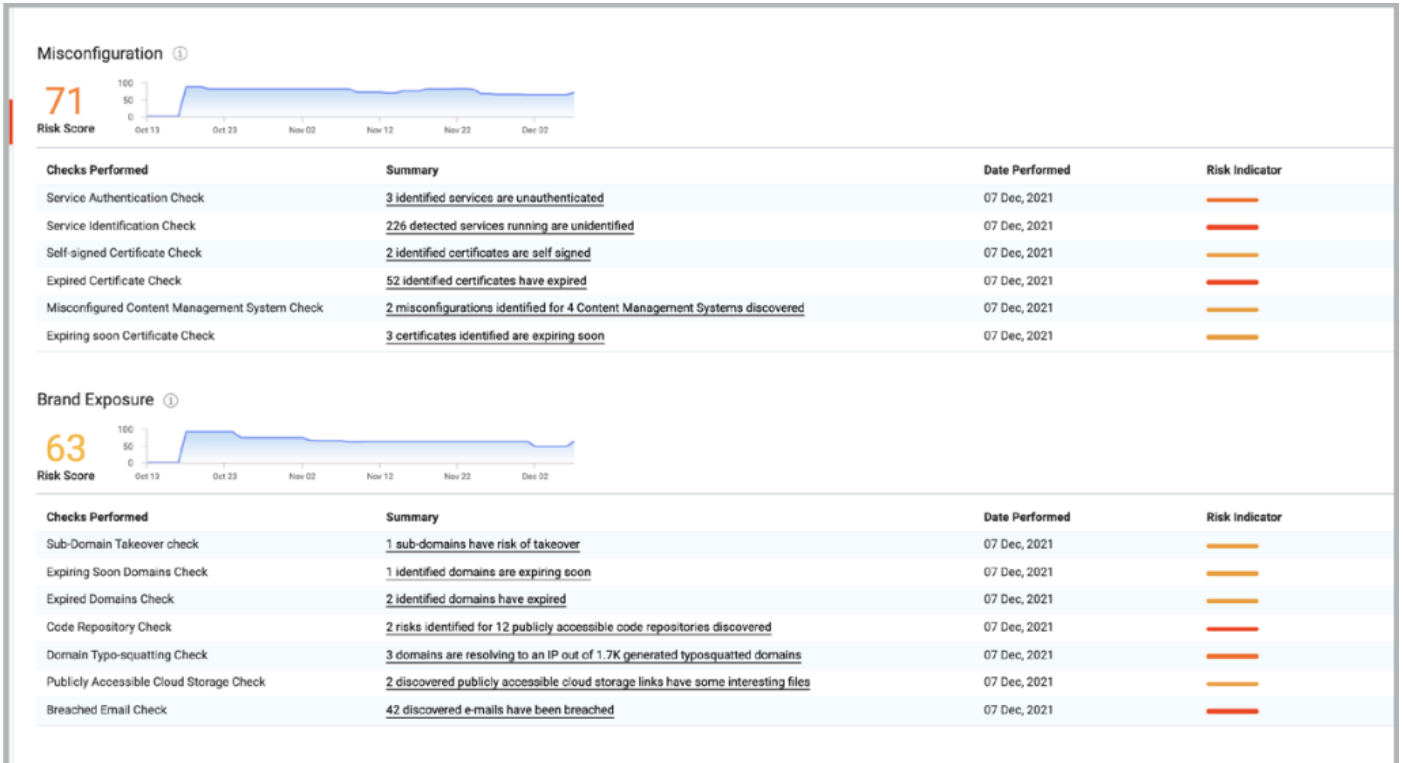 Misconfiguration
71
Risk Score
100
50
0
Oct 13 Oct 23 Nov 02 Nov 12 Nov 22 Dec 02
Checks Performed Summary Date Performed Risk Indicator
Service Authentication Check 3 identified services are unauthenticated 07 Dec, 2021
Service Identification Check 226 detected services running are unidentified 07 Dec, 2021
Self-signed Certificate Check 2 identified certificates are self signed 07 Dec, 2021
Expired Certificate Check 52 identified certificates have expired 07 Dec, 2021
Misconfigured Content Management System Check 2 misconfigurations identified for 4 Content Management Systems discovered 07 Dec, 2021
Expiring soon Certificate Check 3 certificates identified are expiring soon 07 Dec, 2021
Brand Exposure
63
Risk Score
100
50
0
Oct 13 Oct 23 Nov 02 Nov 12 Nov 22 Dec 02
Checks Performed Summary Date Performed Risk Indicator
Sub-Domain Takeover check 1 sub-domains have risk of takeover 07 Dec, 2021
Expiring Soon Domains Check 1 identified domains are expiring soon 07 Dec, 2021
Expired Domains Check 2 identified domains have expired 07 Dec, 2021
Code Repository Check 2 risks identified for 12 publicly accessible code repositories discovered 07 Dec, 2021
Domain Typo-squatting Check 3 domains are resolving to an IP out of 1.7K generated typosquatted domains 07 Dec, 2021
Publicly Accessible Cloud Storage Check 2 discovered publicly accessible cloud storage links have some interesting files 07 Dec, 2021
Breached Email Check 42 discovered e-mails have been breached 07 Dec, 2021